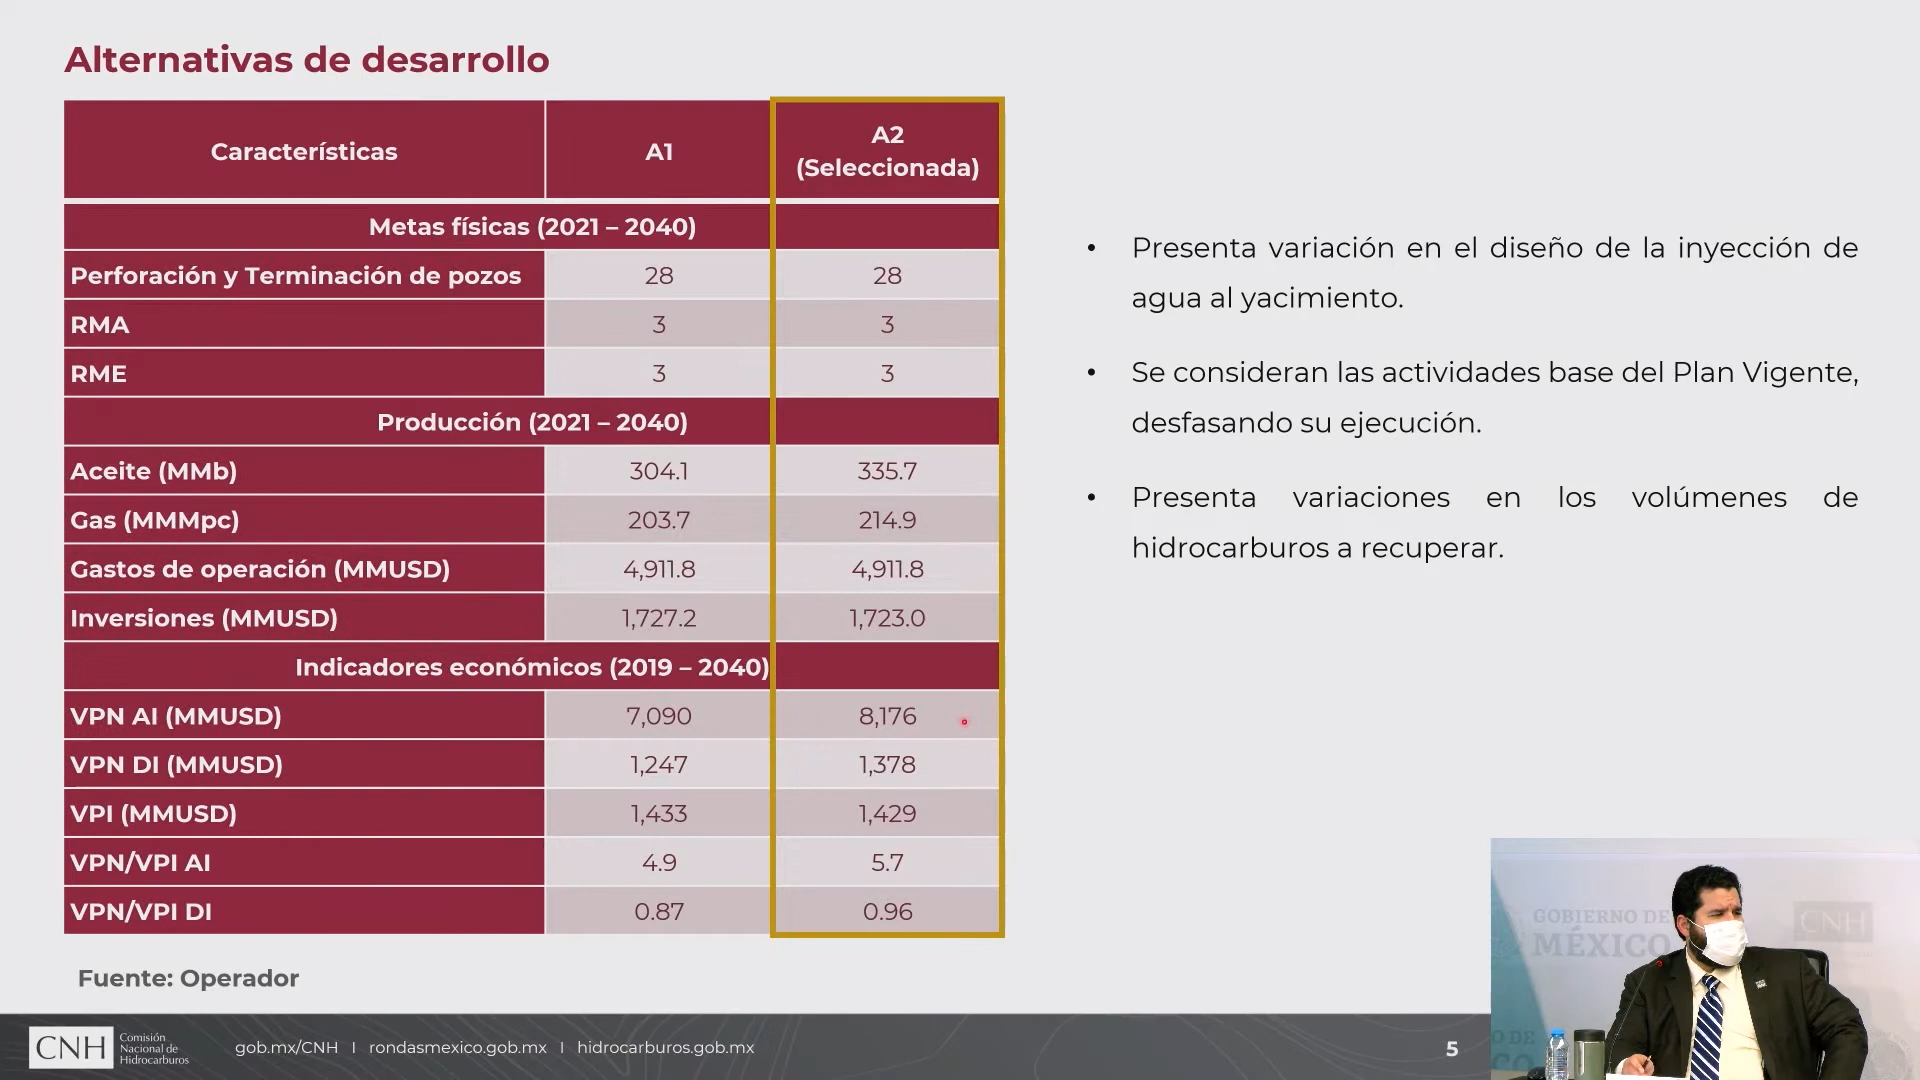 Alternativas de desarrollo
Características A1 A2
(Seleccionada)
Metas físicas (2021 – 2040)
Perforación y Terminación de pozos 28 28
RMA 3 3
RME 3 3
Producción (2021 – 2040)
Aceite (MMb) 304.1 335.7
Gas (MMMpc) 203.7 214.9
Gastos de operación (MMUSD) 4,911.8 4,911.8
Inversiones (MMUSD) 1,727.2 1,723.0
Indicadores económicos (2019 – 2040)
VPN AI (MMUSD) 7,090 8,176
VPN DI (MMUSD) 1,247 1,378
VPI (MMUSD) 1,433 1,429
VPN/VPI AI 4.9 5.7
VPN/VPI DI 0.87 0.96
Fuente: Operador
• Presenta variación en el diseño de la inyección de
agua al yacimiento.
• Se consideran las actividades base del Plan Vigente,
desfasando su ejecución.
• Presenta variaciones en los volúmenes de
hidrocarburos a recuperar.
GOBIERNO DE
MÉXICO
CNH
CNH
Comisión
Nacional de
Hidrocarburos
gob.mx/CNH I rondasmexico.gob.mx I hidrocarburos.gob.mx
5